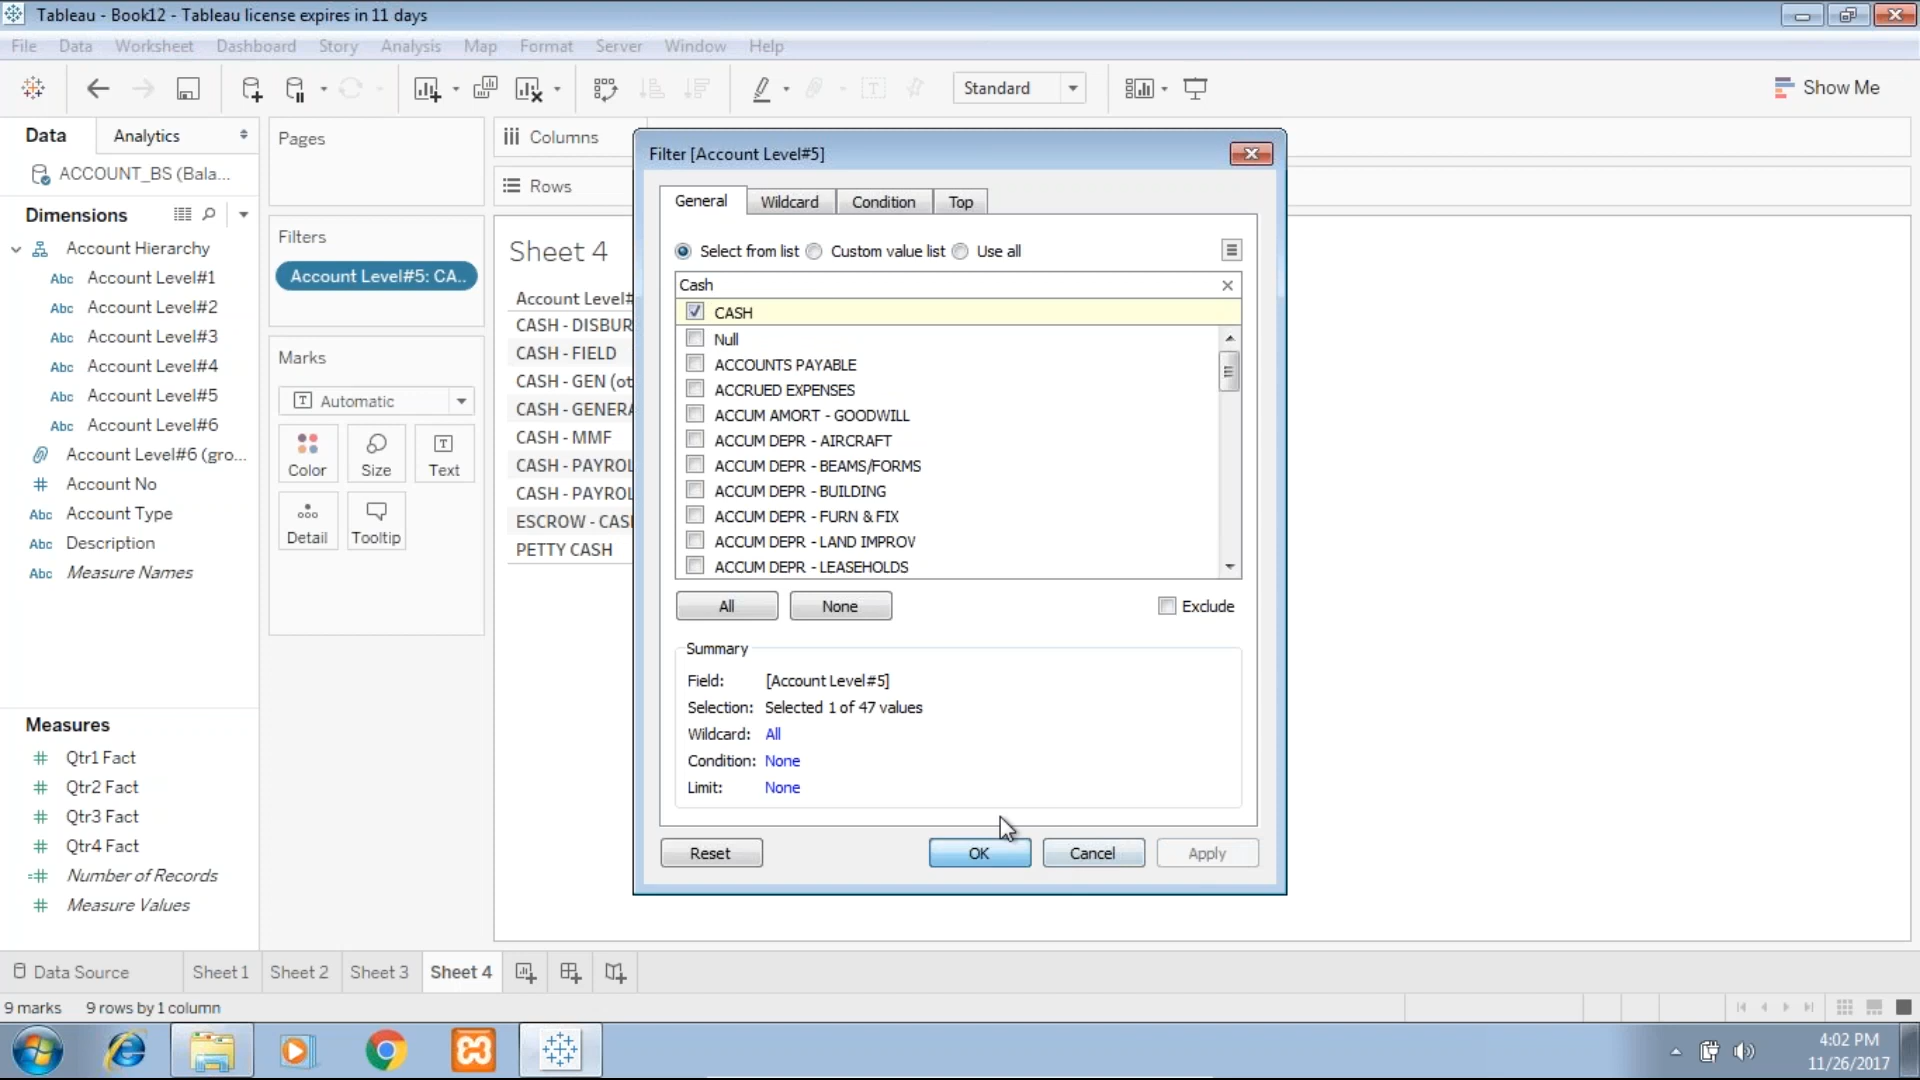 Tableau - Book12 - Tableau license expires in 11 days
File Data Worksheet Dashboard Story Analysis Map Format Server Window Help
Standard
Show Me
Data Analytics
ACCOUNT_BS (Bala...
Dimensions
Account Hierarchy
Abc Account Level#1
Abc Account Level#2
Abc Account Level#3
Abc Account Level#4
Abc Account Level#5
Abc Account Level#6
Account Level#6 (gro...
# Account No
Abc Account Type
Abc Description
Abc Measure Names
Measures
# Qtr1 Fact
# Qtr2 Fact
# Qtr3 Fact
# Qtr4 Fact
=# Number of Records
# Measure Values
Pages
Filters
Account Level#5: CA..
Marks
T Automatic
Color Size T Text
Detail Tooltip
Columns
Rows
Sheet 4
Account Level#
CASH - DISBUR
CASH - FIELD
CASH - GEN (ot
CASH - GENERA
CASH - MMF
CASH - PAYROL
CASH - PAYROL
ESCROW - CAS
PETTY CASH
Filter [Account Level#5]
General Wildcard Condition Top
Select from list Custom value list Use all
Cash
CASH
Null
ACCOUNTS PAYABLE
ACCRUED EXPENSES
ACCUM AMORT - GOODWILL
ACCUM DEPR - AIRCRAFT
ACCUM DEPR - BEAMS/FORMS
ACCUM DEPR - BUILDING
ACCUM DEPR - FURN & FIX
ACCUM DEPR - LAND IMPROV
ACCUM DEPR - LEASEHOLDS
All None Exclude
Summary
Field: [Account Level#5]
Selection: Selected 1 of 47 values
Wildcard: All
Condition: None
Limit: None
Reset OK Cancel Apply
Data Source Sheet 1 Sheet 2 Sheet 3 Sheet 4
9 marks 9 rows by 1 column
4:02 PM
11/26/2017